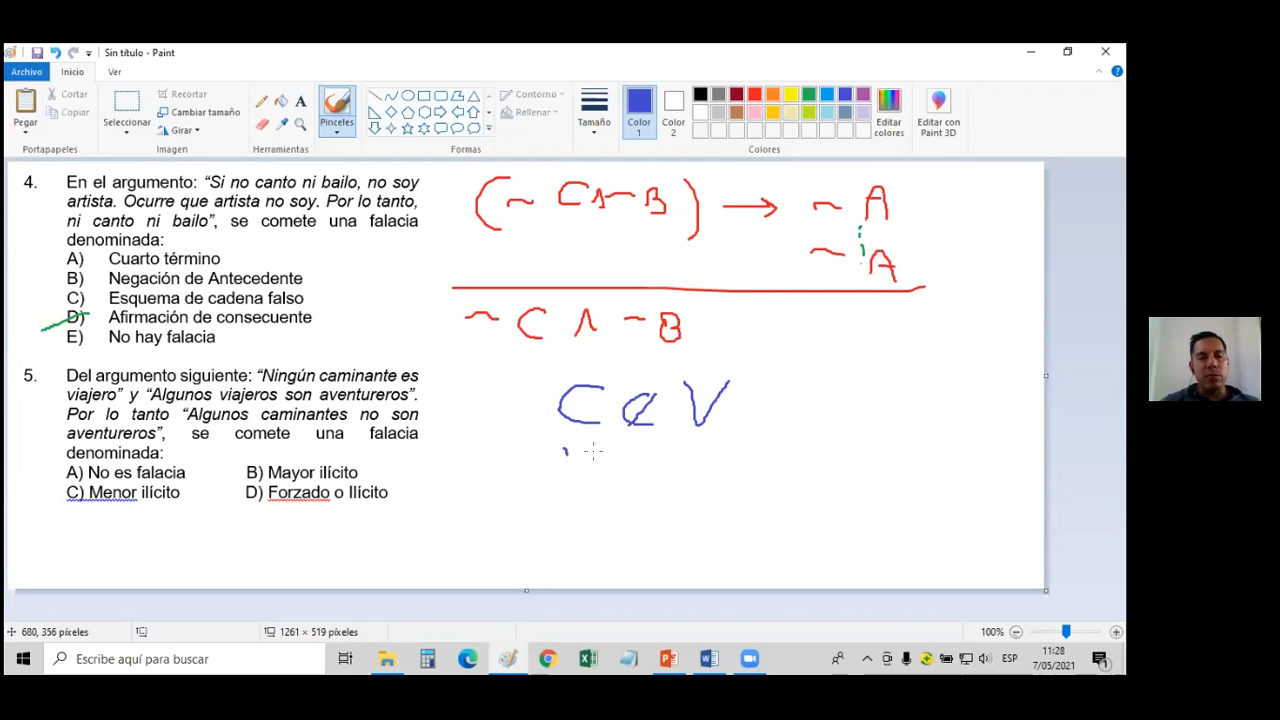 Sin título - Paint
Archivo Inicio Ver
Pegar
Cortar
Copiar
Portapapeles
Seleccionar
Recortar
Cambiar tamaño
Girar
Imagen
A
Herramientas
Pinceles
Contorno
Rellenar
Formas
Tamaño
Color 1
Color 2
Editar colores
Editar con Paint 3D
Colores
4. En el argumento: “Si no canto ni bailo, no soy
artista. Ocurre que artista no soy. Por lo tanto,
ni canto ni bailo”, se comete una falacia
denominada:
A) Cuarto término
B) Negación de Antecedente
C) Esquema de cadena falso
D) Afirmación de consecuente
E) No hay falacia
(~ C ∧ ~ B) → ~ A
~ A
~ C ∧ ~ B
5. Del argumento siguiente: “Ningún caminante es
viajero” y “Algunos viajeros son aventureros”.
Por lo tanto “Algunos caminantes no son
aventureros”, se comete una falacia
denominada:
A) No es falacia B) Mayor ilícito
C) Menor ilícito D) Forzado o Ilícito
C ¢ V
680, 356 píxeles 1261 × 519 píxeles 100%
Escribe aquí para buscar
ESP
11:28
7/05/2021
1